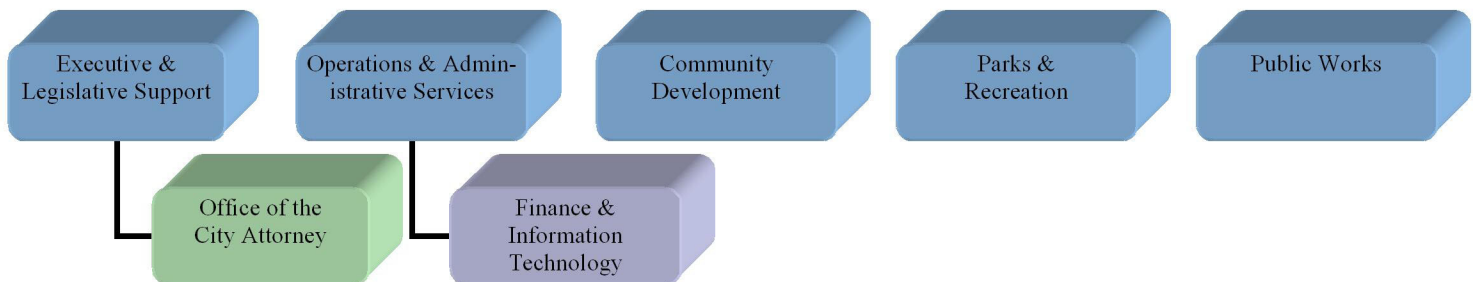 Executive &
Legislative Support
Operations & Admin-
istrative Services
Community
Development
Parks &
Recreation
Public Works
Office of the
City Attorney
Finance &
Information
Technology